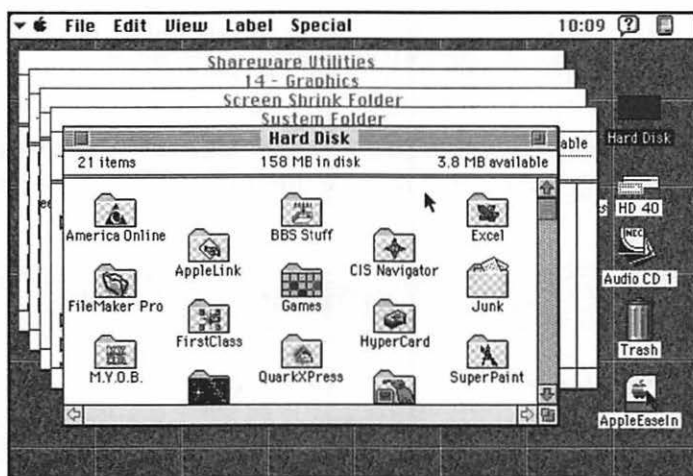 File Edit View Label Special 10:09
Shareware Utilities
14 - Graphics
Screen Shrink Folder
System Folder
Hard Disk
21 items 158 MB in disk 3.8 MB available
able
America Online
AppleLink
BBS Stuff
CIS Navigator
Excel
FileMaker Pro
FirstClass
Games
HyperCard
Junk
M.Y.O.B.
QuarkXPress
SuperPaint
Hard Disk
HD 40
NEC
Audio CD 1
Trash
AppleEaseIn